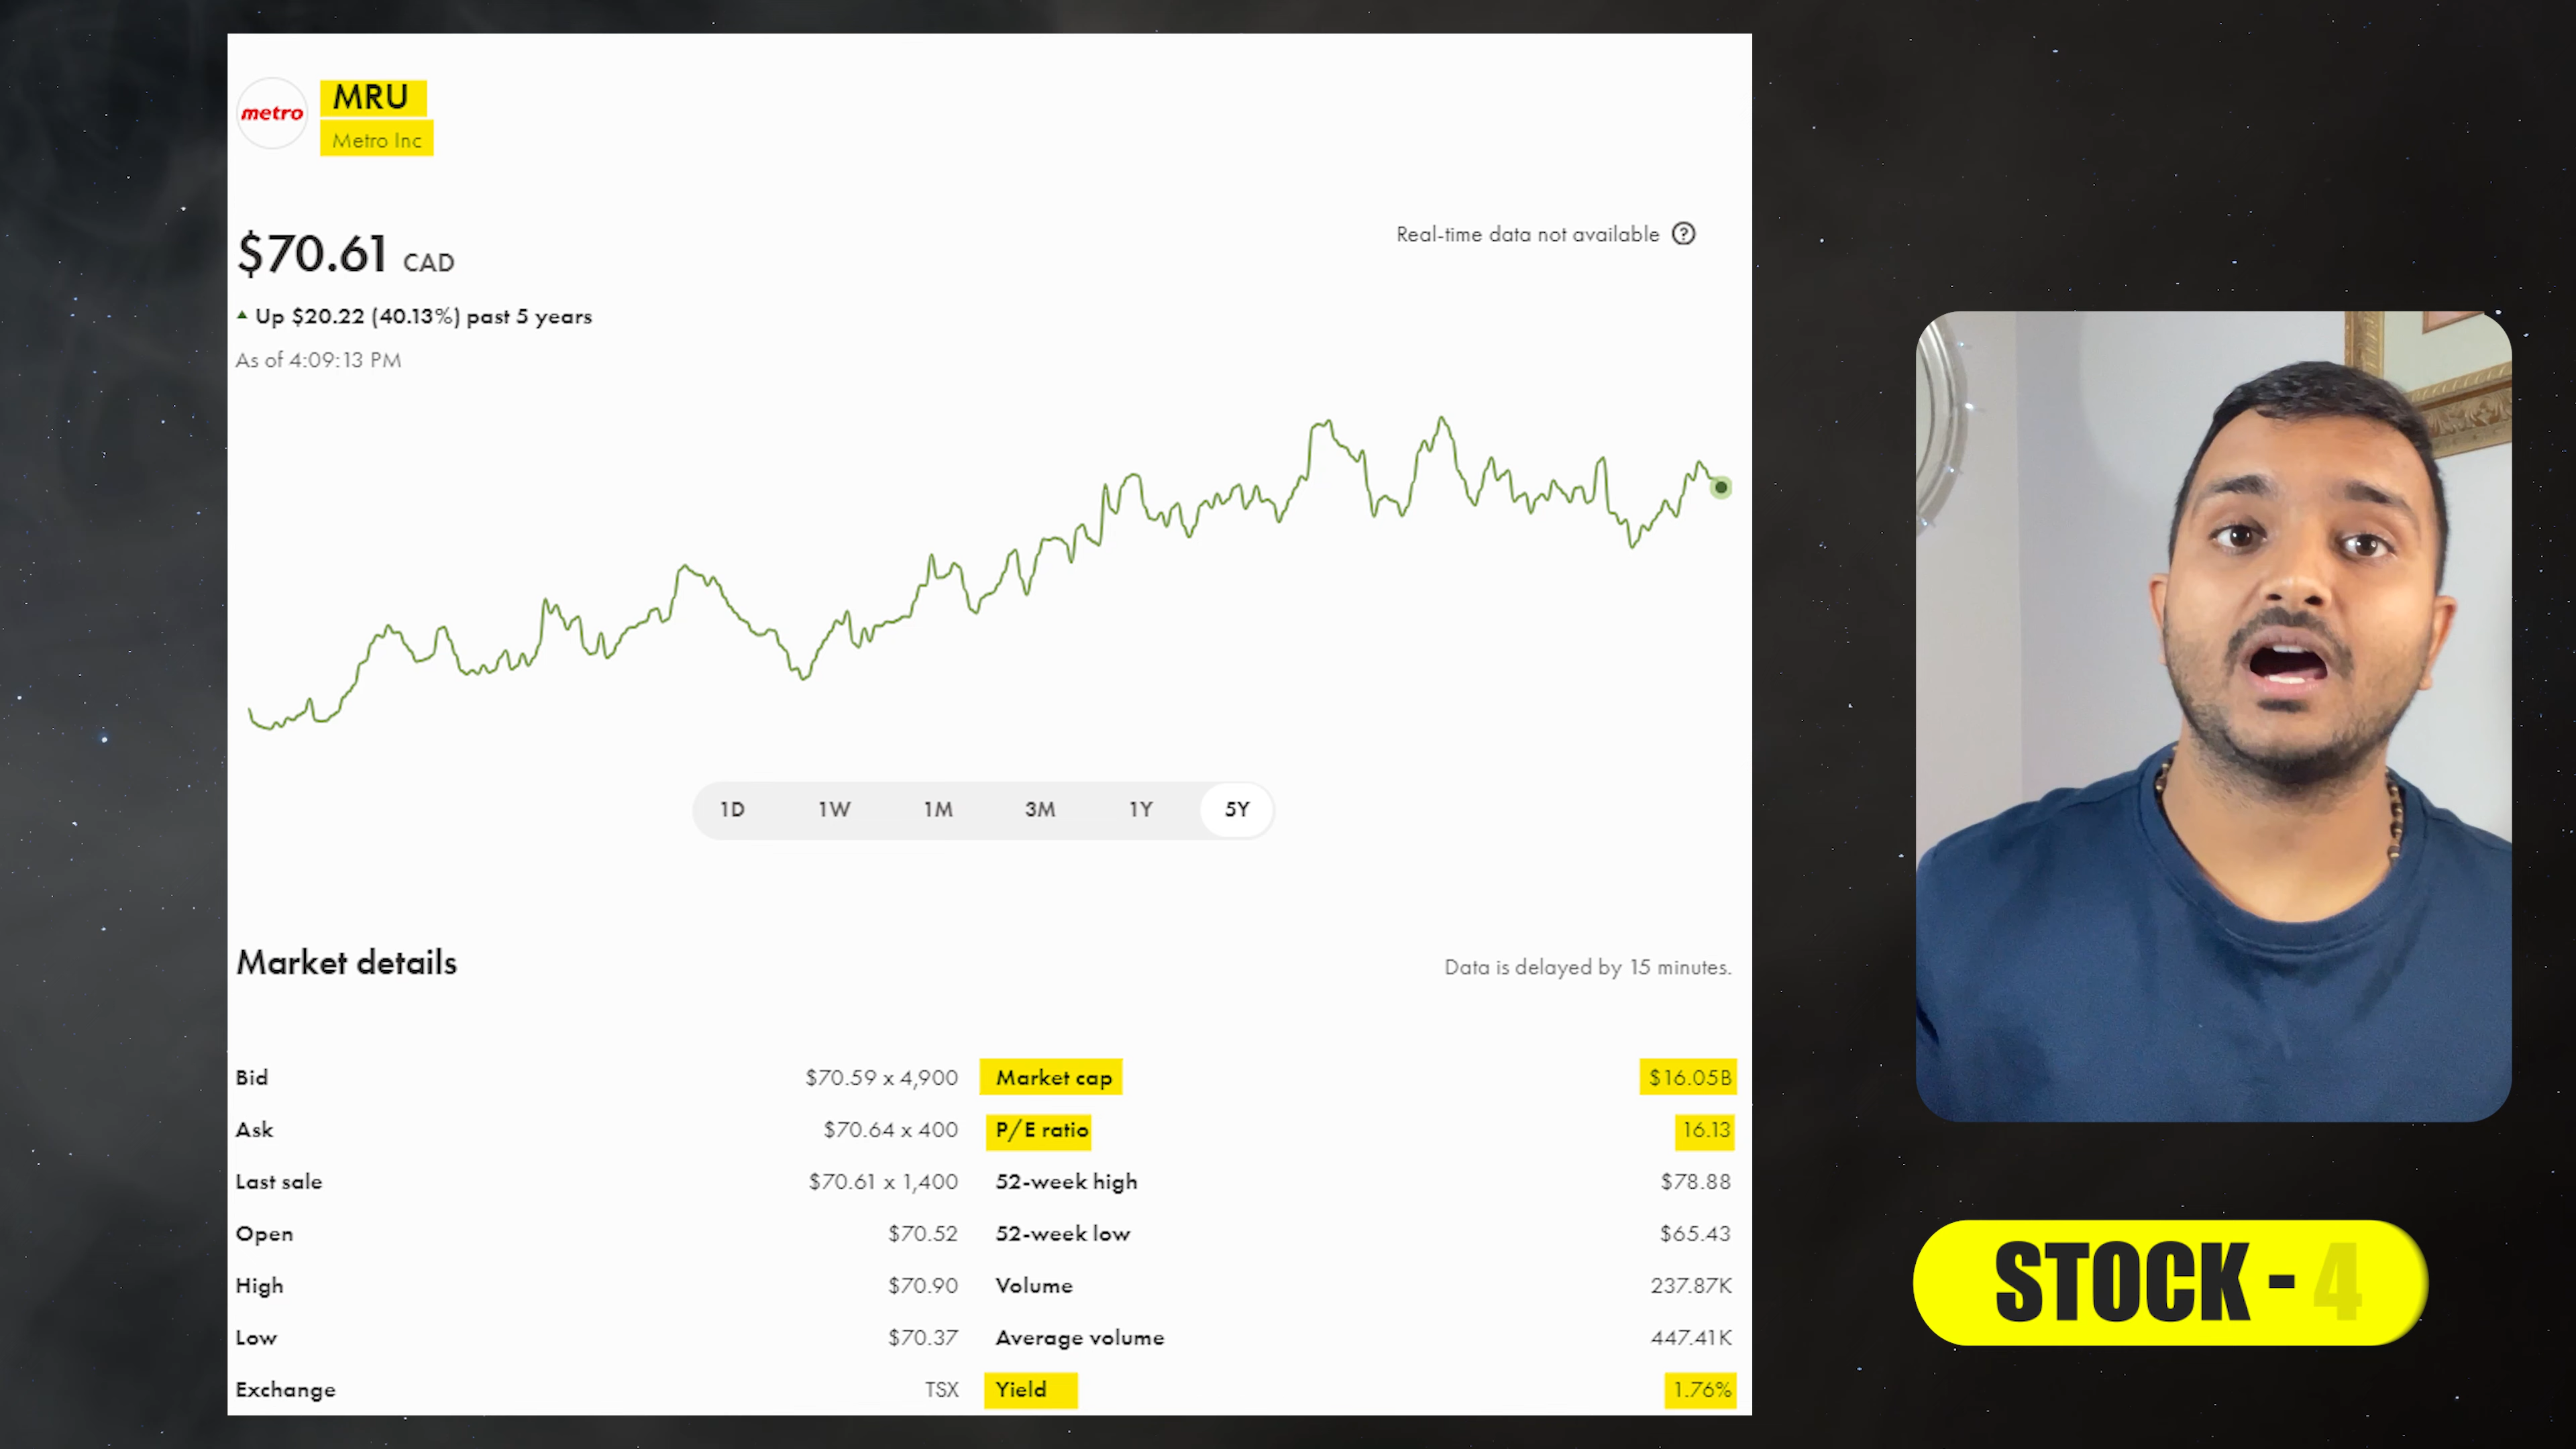 metro
MRU
Metro Inc
$70.61 CAD
Real-time data not available ?
Up $20.22 (40.13%) past 5 years
As of 4:09:13 PM
1D 1W 1M 3M 1Y 5Y
Market details
Data is delayed by 15 minutes.
Bid $70.59 x 4,900 Market cap $16.05B
Ask $70.64 x 400 P/E ratio 16.13
Last sale $70.61 x 1,400 52-week high $78.88
Open $70.52 52-week low $65.43
High $70.90 Volume 237.87K
Low $70.37 Average volume 447.41K
Exchange TSX Yield 1.76%
STOCK - 4